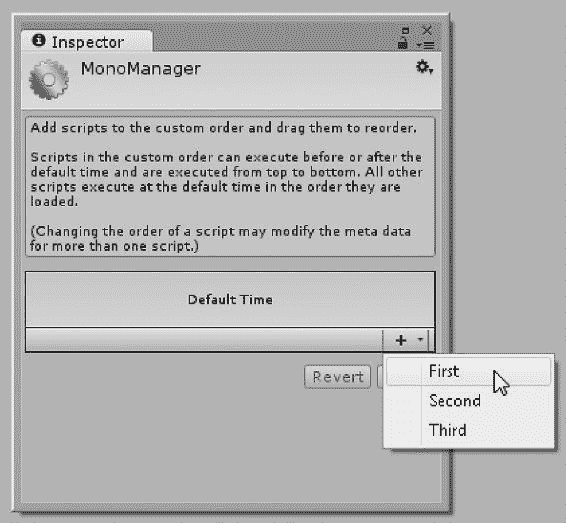 Inspector
MonoManager
Add scripts to the custom order and drag them to reorder.
Scripts in the custom order can execute before or after the
default time and are executed from top to bottom. All other
scripts execute at the default time in the order they are
loaded.
(Changing the order of a script may modify the meta data
for more than one script.)
Default Time
+
Revert
First
Second
Third